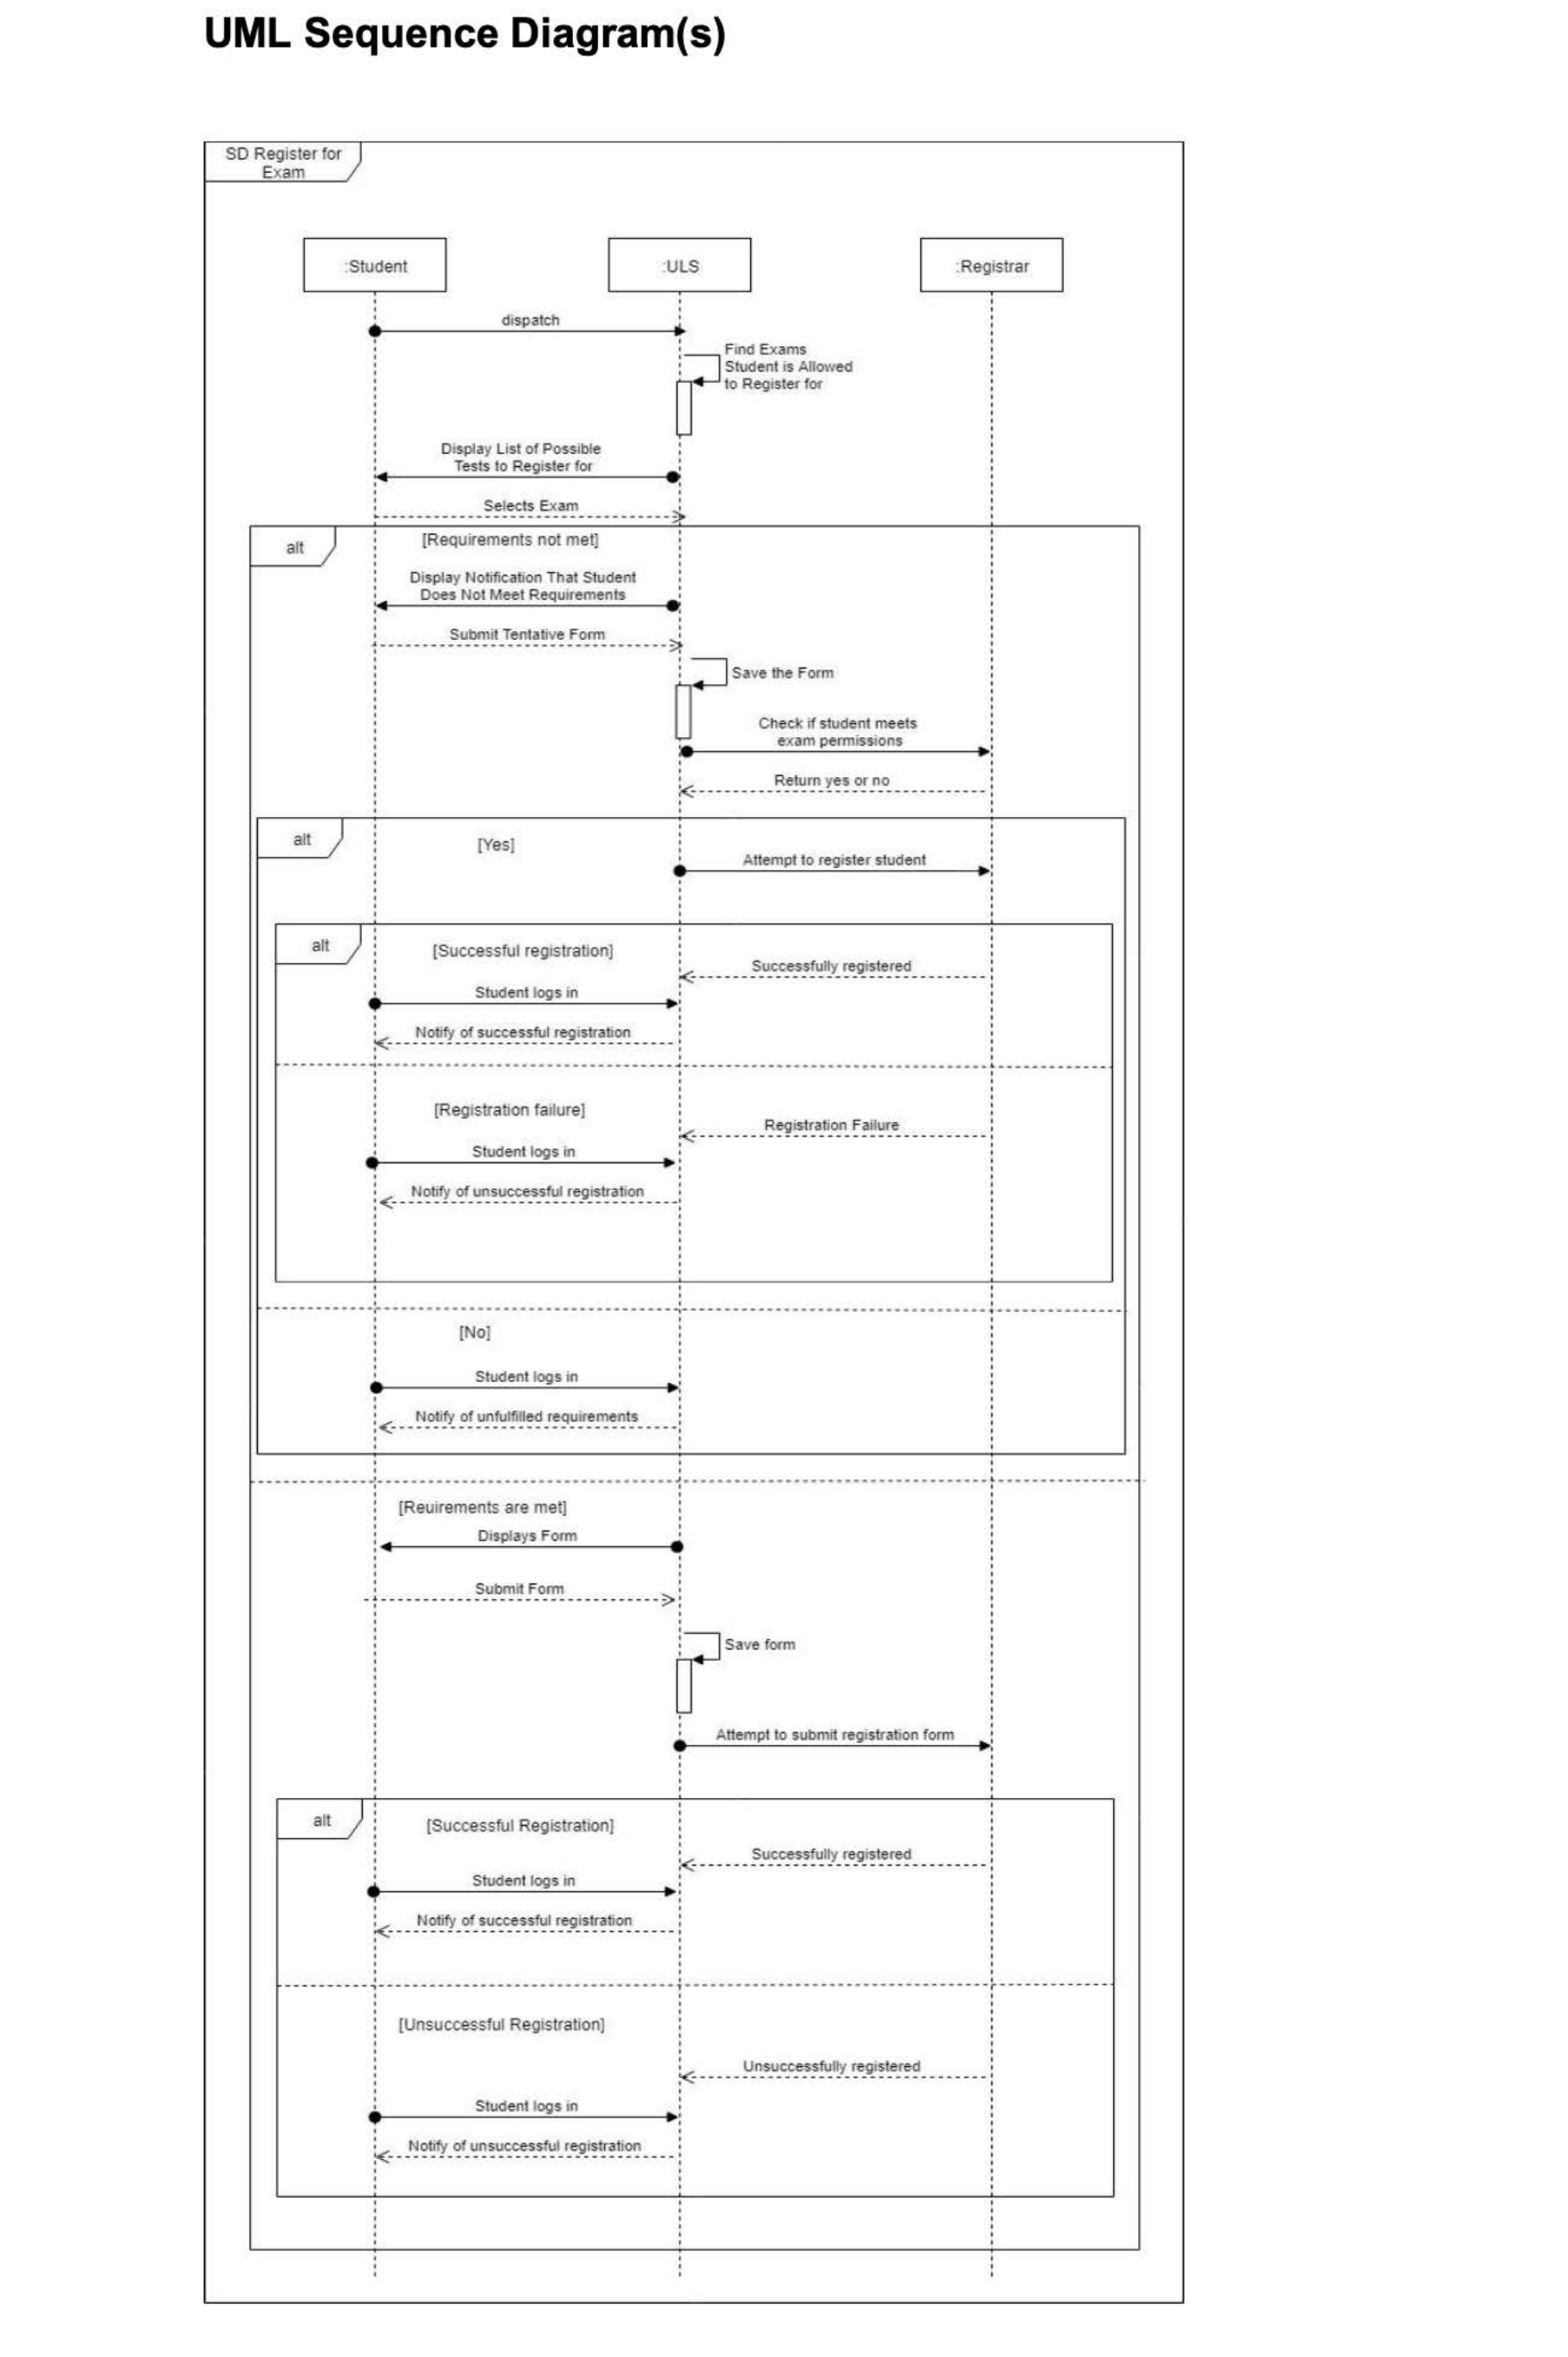 UML Sequence Diagram(s)
SD Register for
Exam
:Student
:ULS
:Registrar
dispatch
Find Exams
Student is Allowed
to Register for
Display List of Possible
Tests to Register for
Selects Exam
alt
[Requirements not met]
Display Notification That Student
Does Not Meet Requirements
Submit Tentative Form
Save the Form
Check if student meets
exam permissions
Return yes or no
alt
[Yes]
Attempt to register student
alt
[Successful registration]
Successfully registered
Student logs in
Notify of successful registration
[Registration failure]
Registration Failure
Student logs in
Notify of unsuccessful registration
[No]
Student logs in
Notify of unfulfilled requirements
[Reuirements are met]
Displays Form
Submit Form
Save form
Attempt to submit registration form
alt
[Successful Registration]
Successfully registered
Student logs in
Notify of successful registration
[Unsuccessful Registration]
Unsuccessfully registered
Student logs in
Notify of unsuccessful registration